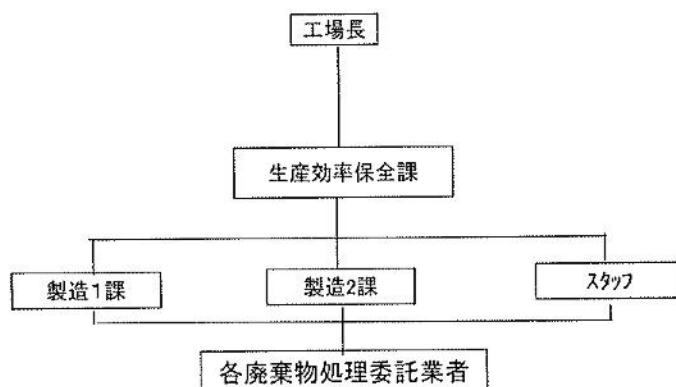 工場長
生産効率保全課
製造1課
製造2課
スタッフ
各廃棄物処理委託業者